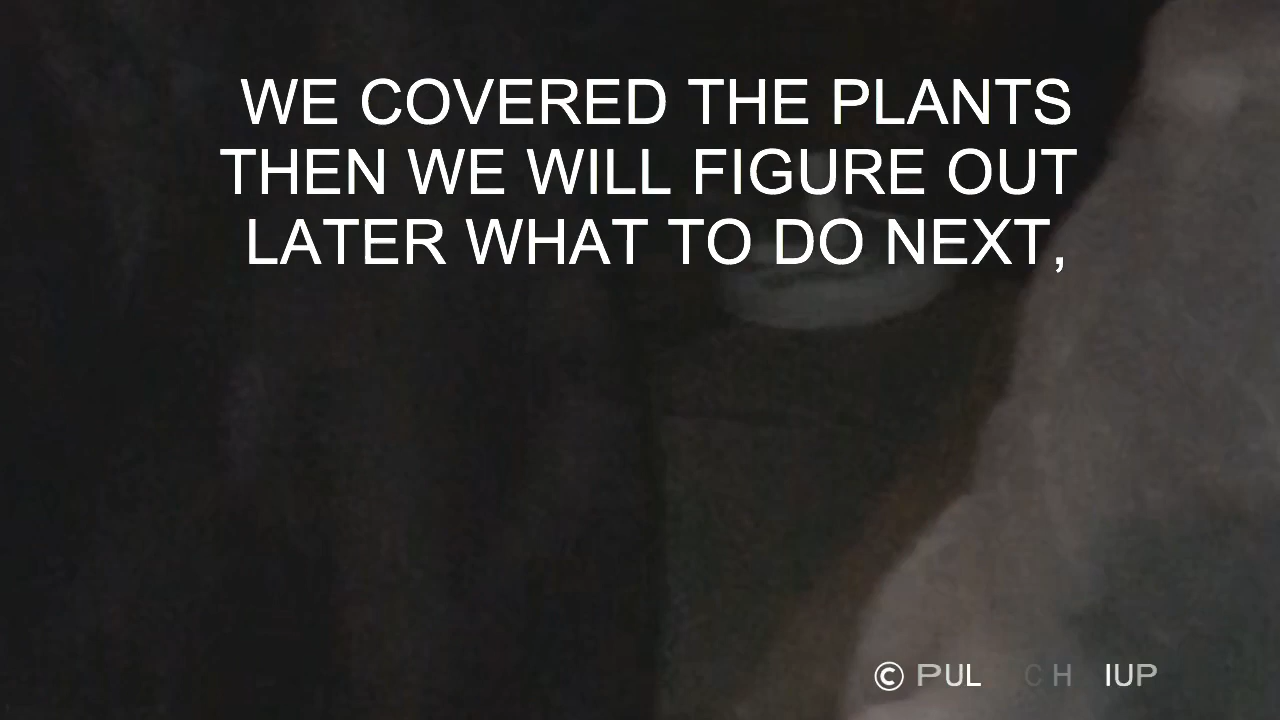 WE COVERED THE PLANTS
THEN WE WILL FIGURE OUT
LATER WHAT TO DO NEXT,
©